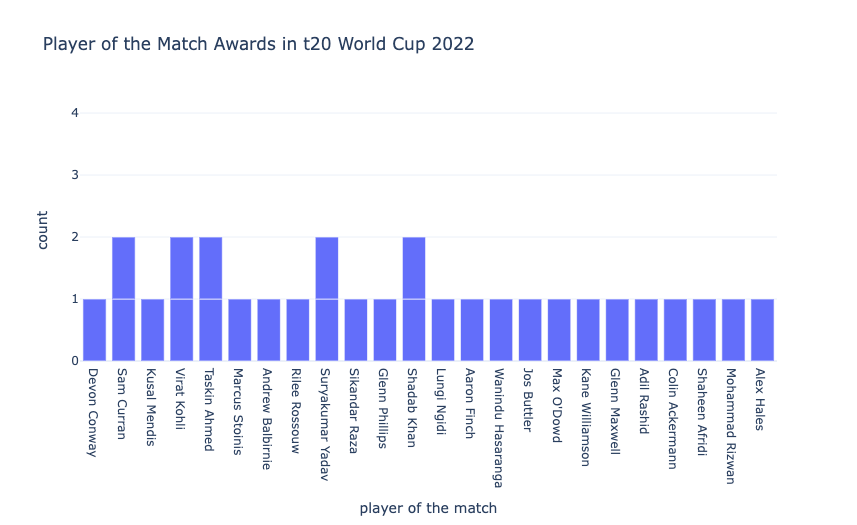 Player of the Match Awards in t20 World Cup 2022
4
3
2
1
0
count
Devon Conway
Sam Curran
Kusal Mendis
Virat Kohli
Taskin Ahmed
Marcus Stoinis
Andrew Balbirnie
Rilee Rossouw
Suryakumar Yadav
Sikandar Raza
Glenn Phillips
Shadab Khan
Lungi Ngidi
Aaron Finch
Wanindu Hasaranga
Jos Buttler
Max O'Dowd
Kane Williamson
Glenn Maxwell
Adil Rashid
Colin Ackermann
Shaheen Afridi
Mohammad Rizwan
Alex Hales
player of the match